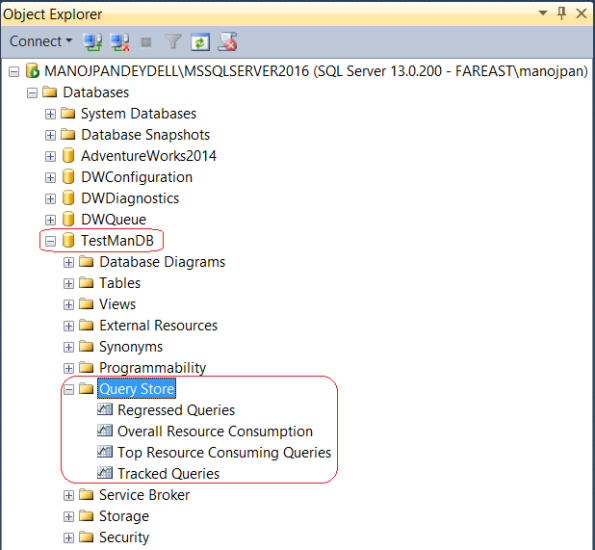 Object Explorer
Connect
MANOJPANDEYDELL\MSSQLSERVER2016 (SQL Server 13.0.200 - FAREAST\manojpan)
Databases
System Databases
Database Snapshots
AdventureWorks2014
DWConfiguration
DWDiagnostics
DWQueue
TestManDB
Database Diagrams
Tables
Views
External Resources
Synonyms
Programmability
Query Store
Regressed Queries
Overall Resource Consumption
Top Resource Consuming Queries
Tracked Queries
Service Broker
Storage
Security